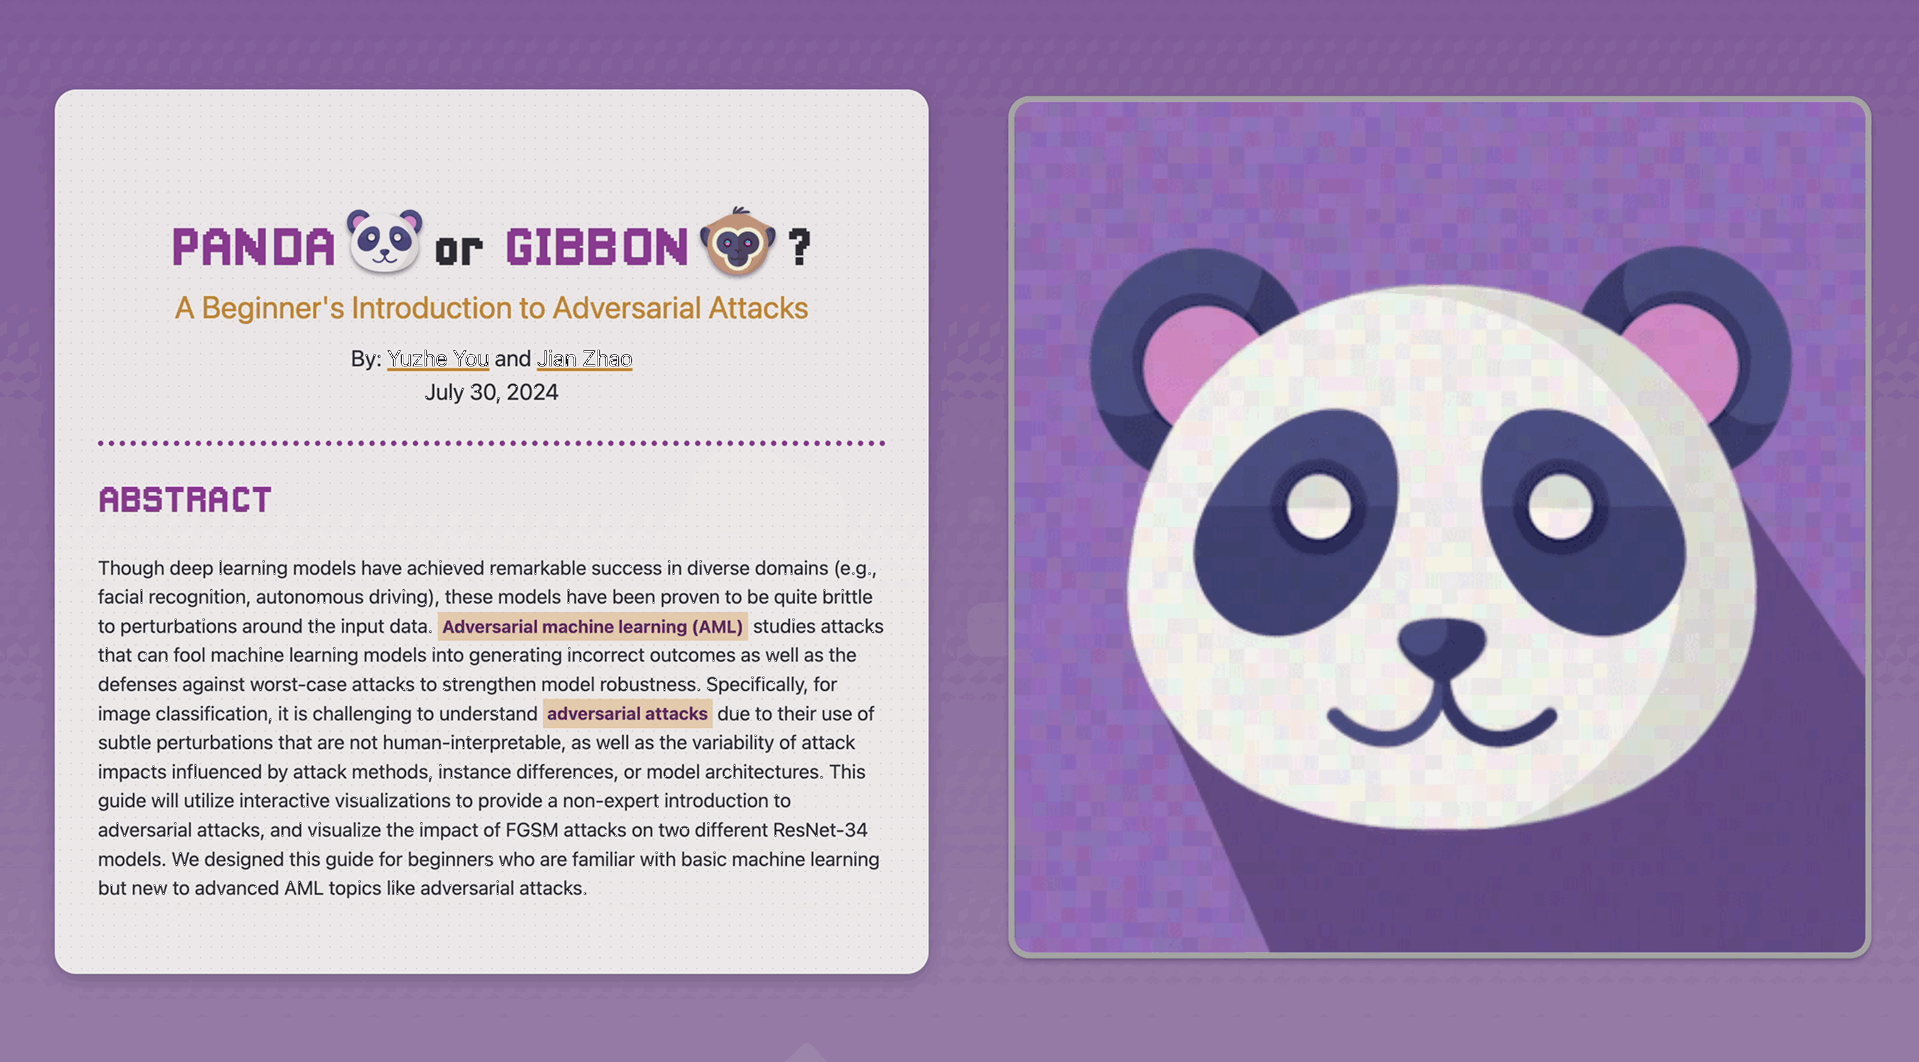 PANDA or GIBBON ?
A Beginner's Introduction to Adversarial Attacks
By: Yuzhe You and Jian Zhao
July 30, 2024
ABSTRACT
Though deep learning models have achieved remarkable success in diverse domains (e.g.,
facial recognition, autonomous driving), these models have been proven to be quite brittle
to perturbations around the input data. Adversarial machine learning (AML) studies attacks
that can fool machine learning models into generating incorrect outcomes as well as the
defenses against worst-case attacks to strengthen model robustness. Specifically, for
image classification, it is challenging to understand adversarial attacks due to their use of
subtle perturbations that are not human-interpretable, as well as the variability of attack
impacts influenced by attack methods, instance differences, or model architectures. This
guide will utilize interactive visualizations to provide a non-expert introduction to
adversarial attacks, and visualize the impact of FGSM attacks on two different ResNet-34
models. We designed this guide for beginners who are familiar with basic machine learning
but new to advanced AML topics like adversarial attacks.